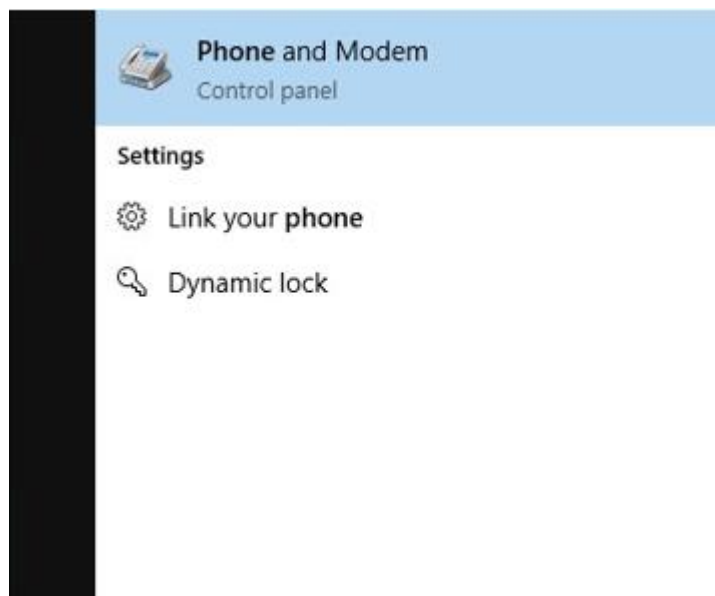 Phone and Modem
Control panel
Settings
Link your phone
Dynamic lock